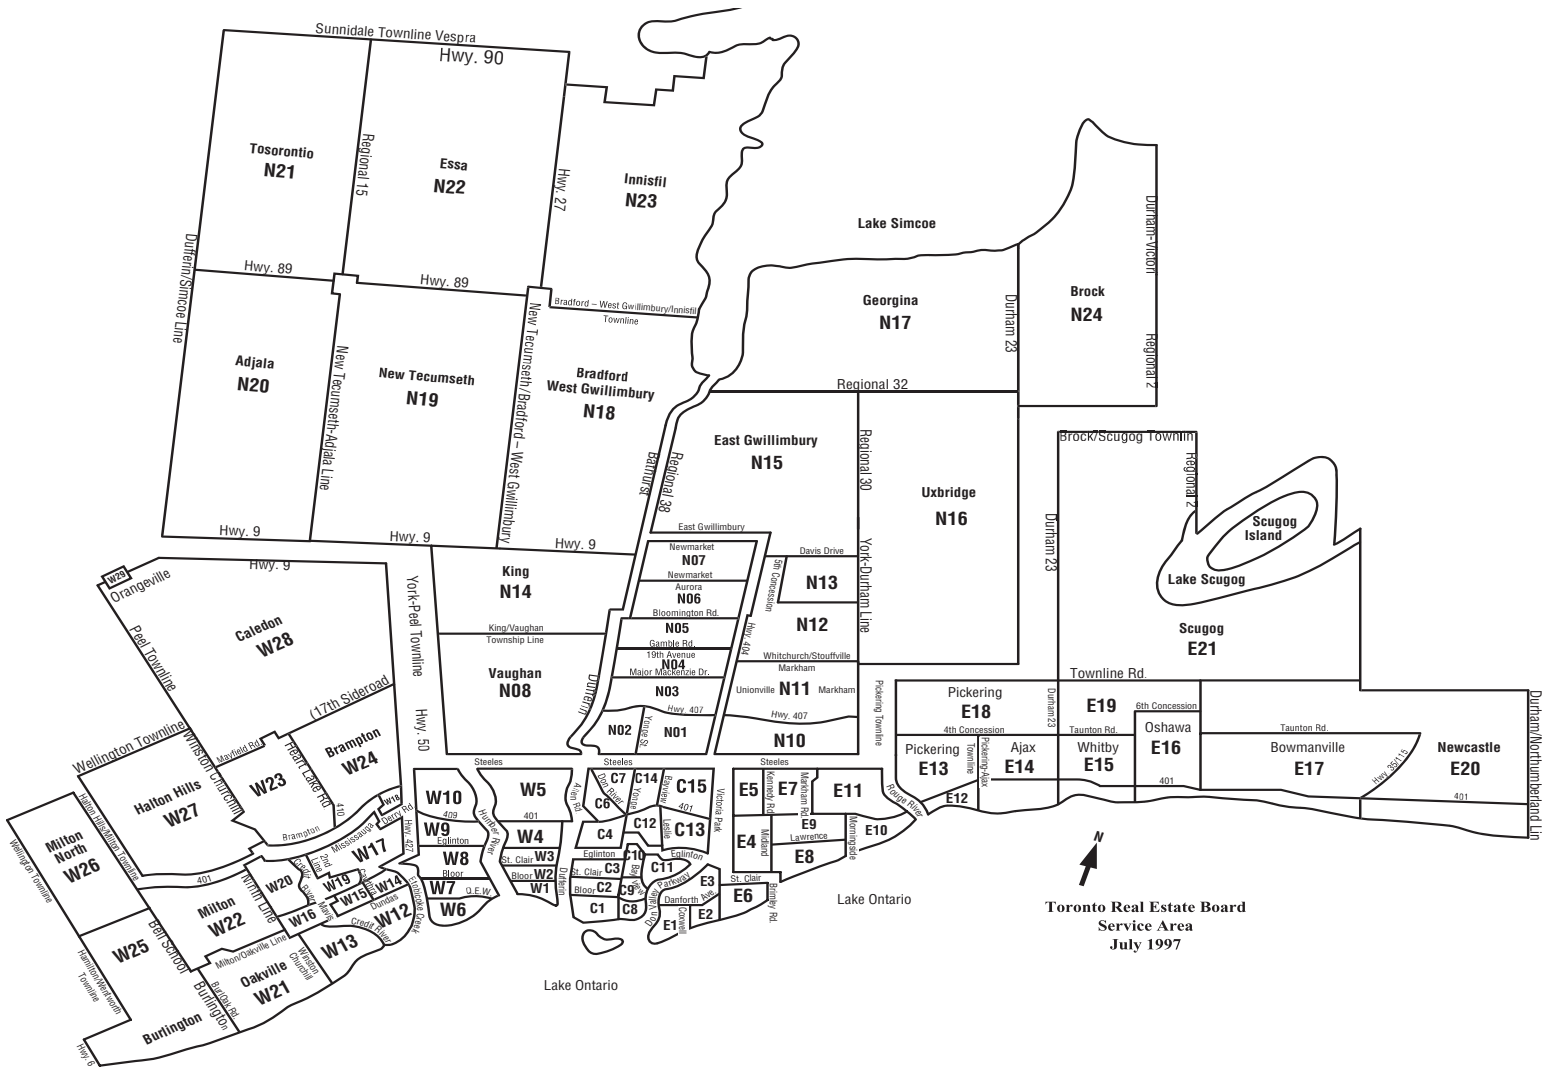 Sunnidale Townline Vespra
Hwy. 90
Tosorontio
N21
Regional 15
Essa
N22
Hwy. 27
Innisfil
N23
Dufferin/Simcoe Line
Hwy. 89
Hwy. 89
Bradford – West Gwillimbury/Innisfil
Townline
Adjala
N20
New Tecumseth-Adjala Line
New Tecumseth
N19
New Tecumseth/Bradford – West Gwillimbury
Bradford
West Gwillimbury
N18
Hwy. 9
Hwy. 9
Hwy. 9
Lake Simcoe
Georgina
N17
Durham 23
Brock
N24
Durham-Victori
Regional 2
Regional 32
Bathurst
Regional 38
East Gwillimbury
N15
Regional 30
Uxbridge
N16
York-Durham Line
Durham 23
Brock/Scugog Townlin
Regional 2
Scugog
Island
Lake Scugog
Scugog
E21
Townline Rd.
East Gwillimbury
Newmarket
N07
Newmarket
Aurora
N06
Bloomington Rd.
N05
Gamble Rd.
19th Avenue
N04
Major Mackenzie Dr.
N03
Hwy. 407
N02
Yonge St.
N01
Davis Drive
5th Concession
N13
N12
Hwy. 404
Whitchurch/Stouffville
Markham
Unionville
N11
Markham
Hwy. 407
N10
Pickering Townline
King
N14
King/Vaughan
Township Line
Vaughan
N08
Dufferin
York-Peel Townline
Hwy. 50
Hwy. 9
W29
Orangeville
Peel Townline
Caledon
W28
(17th Sideroad
Wellington Townline
Winston Churchill
Mayfield Rd.
Heart Lake Rd
Brampton
W24
W23
410
Halton Hills
W27
Halton Hills/Milton Townline
Brampton
Mississauga
W18
Derry Rd.
W17
Hwy. 427
Milton
North
W26
Wellington Townline
401
Milton
W22
Ninth Line
W20
Credit
River
2nd
Line
W19
W15
W14
Dundas
W16
Mavis
W12
Credit River
W13
Etobicoke Creek
Winston
Churchill
Milton/Oakville Line
Oakville
W21
Burl/Oak Rd.
Burlington
Bell School
W25
Hamilton/Wentworth
Townline
Burlington
Hwy. 6
Steeles
Steeles
Steeles
Steeles
W10
409
W9
Eglinton
W8
Bloor
W7
Q.E.W.
W6
Humber River
W5
401
W4
St. Clair
W3
Bloor
W2
W1
Allen Rd
Dufferin
C7
C14
Don River
C6
Yonge
Bayview
C15
401
C4
C12
Leslie
C13
Victoria Park
Eglinton
C10
Eglinton
St. Clair
C3
C11
Bloor
C2
C9
Bay
view
C1
C8
Don Valley Parkway
E3
Danforth Ave.
E1
Coxwell
E2
St. Clair
E6
Brimley Rd.
E5
Kennedy Rd
E7
Markham Rd.
E11
Rouge River
E4
Midland
E9
Lawrence
E8
Morningside
E10
Pickering
E18
4th Concession
Durham 23
E19
Taunton Rd.
6th Concession
Oshawa
E16
Pickering
E13
Townline
Pickering-Ajax
Ajax
E14
Whitby
E15
E12
401
Taunton Rd.
Bowmanville
E17
Hwy. 35/115
Newcastle
E20
401
Durham/Northumberland Lin
Lake Ontario
Lake Ontario
N
Toronto Real Estate Board
Service Area
July 1997